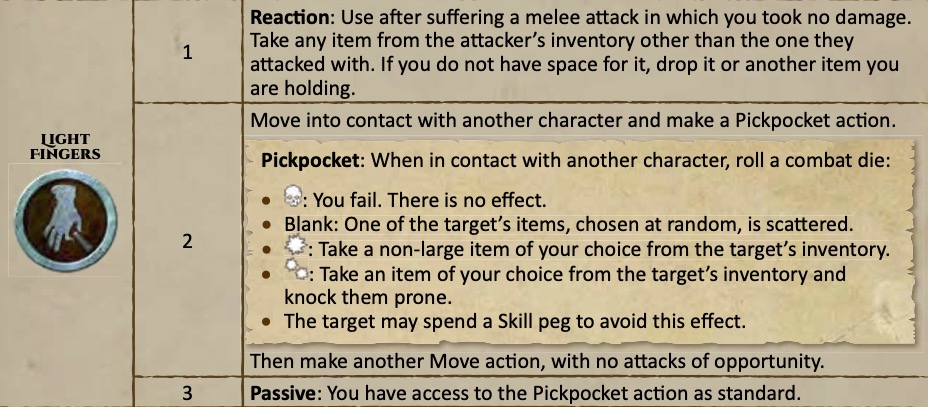 LIGHT
FINGERS
1
Reaction: Use after suffering a melee attack in which you took no damage.
Take any item from the attacker's inventory other than the one they
attacked with. If you do not have space for it, drop it or another item you
are holding.
2
Move into contact with another character and make a Pickpocket action.
Pickpocket: When in contact with another character, roll a combat die:
• : You fail. There is no effect.
• Blank: One of the target's items, chosen at random, is scattered.
• : Take a non-large item of your choice from the target's inventory.
• : Take an item of your choice from the target's inventory and
knock them prone.
• The target may spend a Skill peg to avoid this effect.
Then make another Move action, with no attacks of opportunity.
3
Passive: You have access to the Pickpocket action as standard.